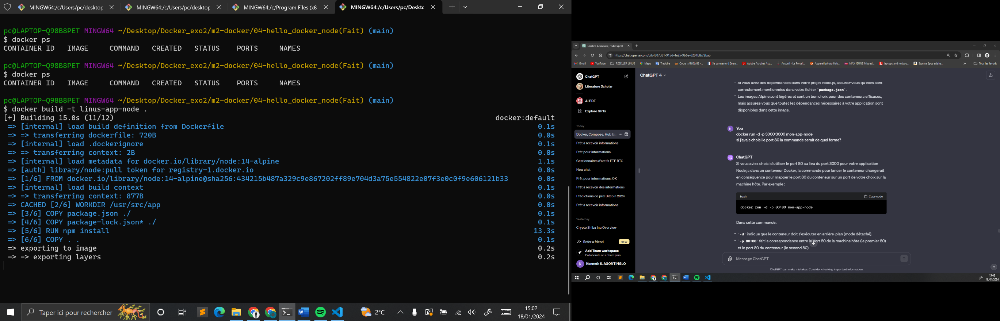 MINGW64:/c/Users/pc/desktop
MINGW64:/c/Users/pc/desktop
MINGW64:/c/Program Files (x8
MINGW64:/c/Users/pc/Deskto
pc@LAPTOP-Q98B8PET MINGW64 ~/Desktop/Docker_exo2/m2-docker/04-hello_docker_node(Fait) (main)
$ docker ps
CONTAINER ID IMAGE COMMAND CREATED STATUS PORTS NAMES
pc@LAPTOP-Q98B8PET MINGW64 ~/Desktop/Docker_exo2/m2-docker/04-hello_docker_node(Fait) (main)
$ docker ps
CONTAINER ID IMAGE COMMAND CREATED STATUS PORTS NAMES
pc@LAPTOP-Q98B8PET MINGW64 ~/Desktop/Docker_exo2/m2-docker/04-hello_docker_node(Fait) (main)
$ docker build -t linus-app-node .
[+] Building 15.0s (11/12) docker:default
=> [internal] load build definition from Dockerfile 0.1s
=> => transferring dockerfile: 720B 0.0s
=> [internal] load .dockerignore 0.1s
=> => transferring context: 2B 0.0s
=> [internal] load metadata for docker.io/library/node:14-alpine 1.1s
=> [auth] library/node:pull token for registry-1.docker.io 0.0s
=> [1/6] FROM docker.io/library/node:14-alpine@sha256:434215b487a329c9e867202ff89e704d3a75e554822e07f3e0c0f9e606121b33 0.0s
=> [internal] load build context 0.1s
=> => transferring context: 877B 0.0s
=> CACHED [2/6] WORKDIR /usr/src/app 0.0s
=> [3/6] COPY package.json ./ 0.1s
=> [4/6] COPY package-lock.json* ./ 0.1s
=> [5/6] RUN npm install 13.3s
=> [6/6] COPY . . 0.1s
=> exporting to image 0.2s
=> => exporting layers 0.2s
Taper ici pour rechercher
2°C
15:02
18/01/2024
Docker, Compose, Hub Expert
https://chat.openai.com/c/b4387d61-915d-4e25-9b6e-d294bfb72bab
Gmail YouTube RESELLER LINUS Maps Traduire Cours : ANGLAIS -... Se connecter | Étran... Adobe Acrobat Acc... Accueil - Le Portail... Appareil photo Hyb... MAX JEUNE Migrati... laptops and netboo... Stynice 2pcs eclaira... » Tous les favoris
ChatGPT
Literature Scholar
Ai PDF
Explore GPTs
Today
Docker, Compose, Hub Ex
Prêt à recevoir informations
Prêt pour informations.
Gestionnaires d'actifs ETF BTC
New chat
Prêt pour informations, OK
Prêt à recevoir des informations
Prédictions de prix Bitcoin 2024
Prêt à recevoir informations
Yesterday
Crypto Shiba Inu Overview
Refer a friend NEW
Add Team workspace
Collaborate on a Team plan
K Kenneth S. AGONTINGLO
ChatGPT 4
Si vous avez des dépendances dans votre projet Node.js, assurez-vous qu'elles sont
correctement mentionnées dans votre fichier `package.json`.
Les images Alpine sont légères et sont un bon choix pour des conteneurs efficaces,
mais assurez-vous que toutes les dépendances nécessaires à votre application sont
disponibles dans cette image.
K You
docker run -d -p 3000:3000 mon-app-node
si j'avais choisi le port 80 la commande serait de quel forme?
ChatGPT
Si vous aviez choisi d'utiliser le port 80 au lieu du port 3000 pour votre application
Node.js dans un conteneur Docker, la commande pour lancer le conteneur changerait
en conséquence pour mapper le port 80 du conteneur sur un port de votre choix sur la
machine hôte. Par exemple :
bash Copy code
docker run -d -p 80:80 mon-app-node
Dans cette commande :
`-d` indique que le conteneur doit s'exécuter en arrière-plan (mode détaché).
`-p 80:80` fait la correspondance entre le port 80 de la machine hôte (le premier 80)
et le port 80 du conteneur (le second 80).
Message ChatGPT...
ChatGPT can make mistakes. Consider checking important information.
?
15:02
18/01/2024